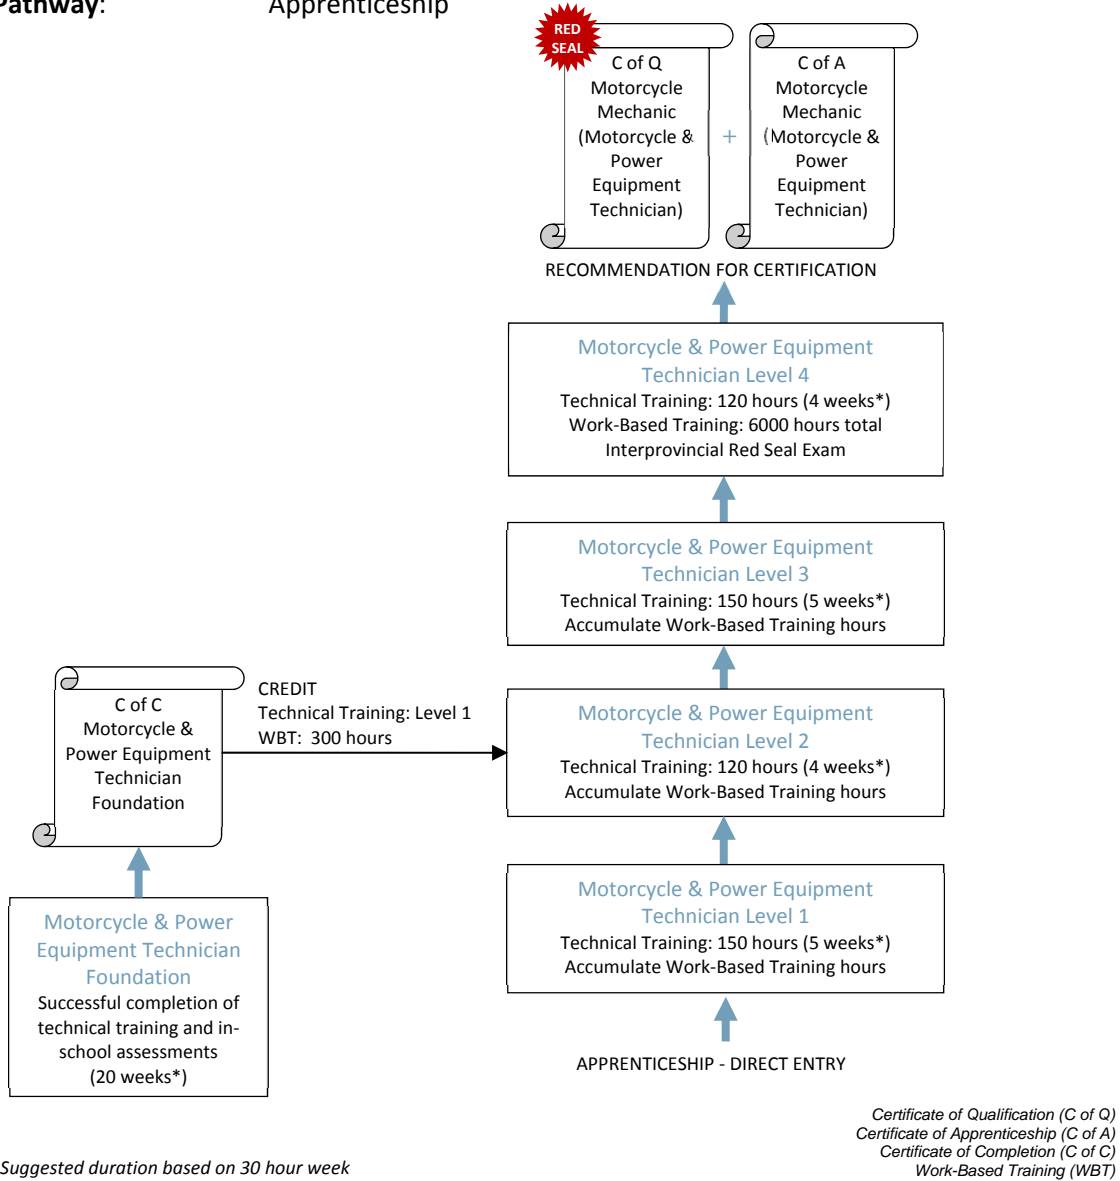 Pathway: Apprenticeship
RED
SEAL
C of Q
Motorcycle
Mechanic
(Motorcycle &
Power
Equipment
Technician)
+
C of A
Motorcycle
Mechanic
(Motorcycle &
Power
Equipment
Technician)
RECOMMENDATION FOR CERTIFICATION
Motorcycle & Power Equipment
Technician Level 4
Technical Training: 120 hours (4 weeks*)
Work-Based Training: 6000 hours total
Interprovincial Red Seal Exam
Motorcycle & Power Equipment
Technician Level 3
Technical Training: 150 hours (5 weeks*)
Accumulate Work-Based Training hours
C of C
Motorcycle &
Power Equipment
Technician
Foundation
CREDIT
Technical Training: Level 1
WBT: 300 hours
Motorcycle & Power Equipment
Technician Level 2
Technical Training: 120 hours (4 weeks*)
Accumulate Work-Based Training hours
Motorcycle & Power
Equipment Technician
Foundation
Successful completion of
technical training and in-
school assessments
(20 weeks*)
Motorcycle & Power Equipment
Technician Level 1
Technical Training: 150 hours (5 weeks*)
Accumulate Work-Based Training hours
APPRENTICESHIP - DIRECT ENTRY
Certificate of Qualification (C of Q)
Certificate of Apprenticeship (C of A)
Certificate of Completion (C of C)
Work-Based Training (WBT)
Suggested duration based on 30 hour week